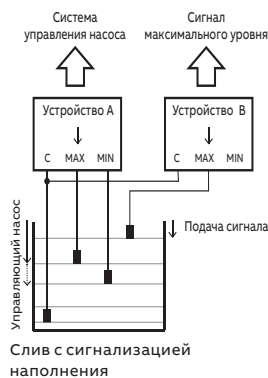 Система
управления насоса
Сигнал
максимального уровня
Устройство A
C MAX MIN
Устройство B
C MAX MIN
Управляющий насос
Подача сигнала
Слив с сигнализацией
наполнения